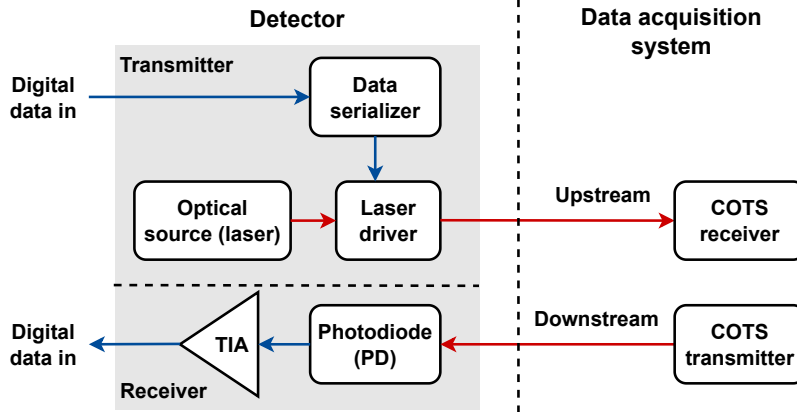 Detector
Data acquisition
system
Transmitter
Digital
data in
Data
serializer
Optical
source (laser)
Laser
driver
Upstream
COTS
receiver
Digital
data in
TIA
Photodiode
(PD)
Downstream
COTS
transmitter
Receiver